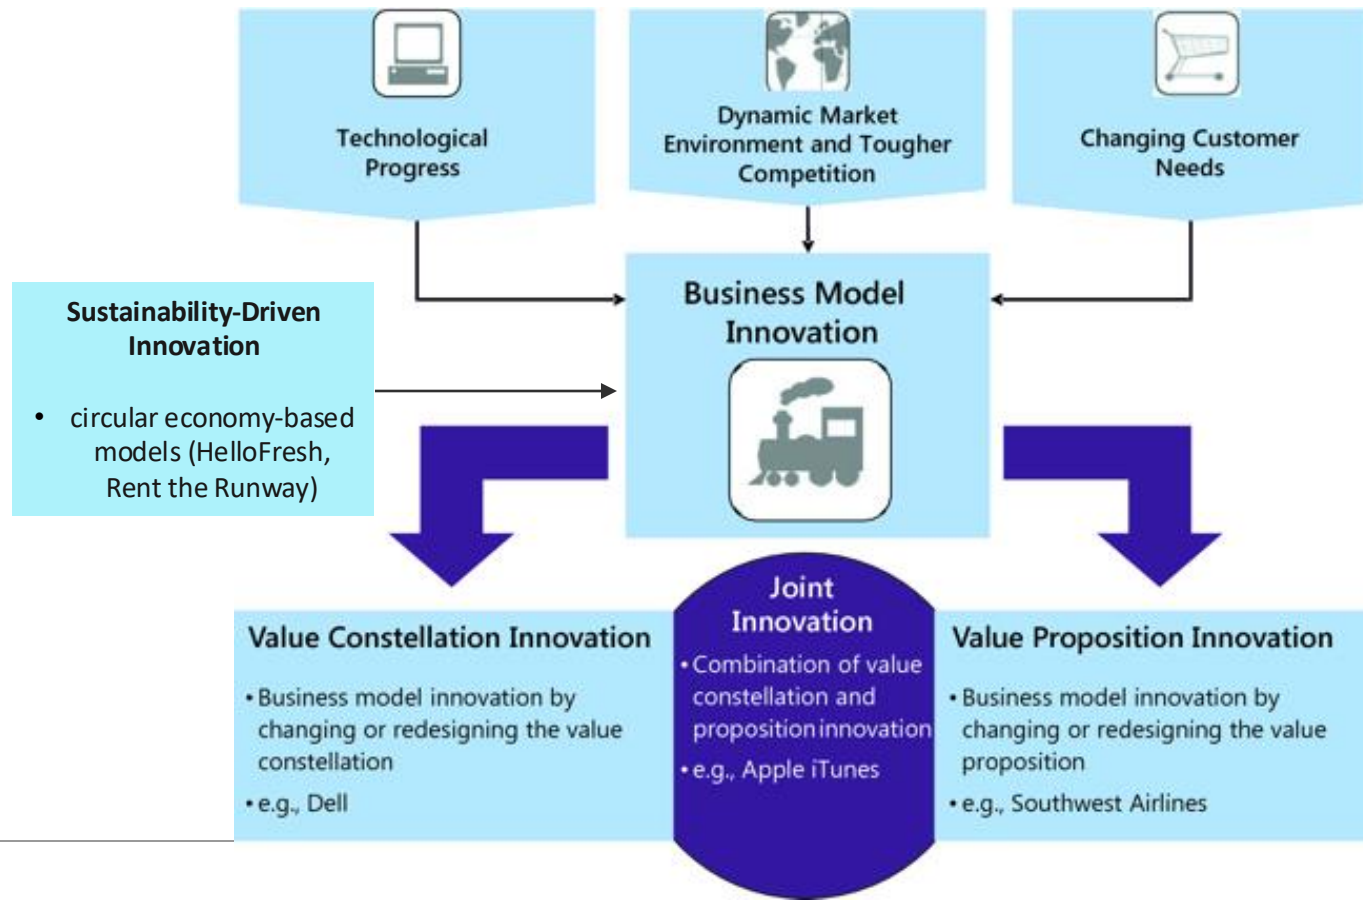 Technological
Progress
Dynamic Market
Environment and Tougher
Competition
Changing Customer
Needs
Sustainability-Driven
Innovation
• circular economy-based
models (HelloFresh,
Rent the Runway)
Business Model
Innovation
Value Constellation Innovation
• Business model innovation by
changing or redesigning the value
constellation
• e.g., Dell
Joint
Innovation
• Combination of value
constellation and
proposition innovation
• e.g., Apple iTunes
Value Proposition Innovation
• Business model innovation by
changing or redesigning the value
proposition
• e.g., Southwest Airlines